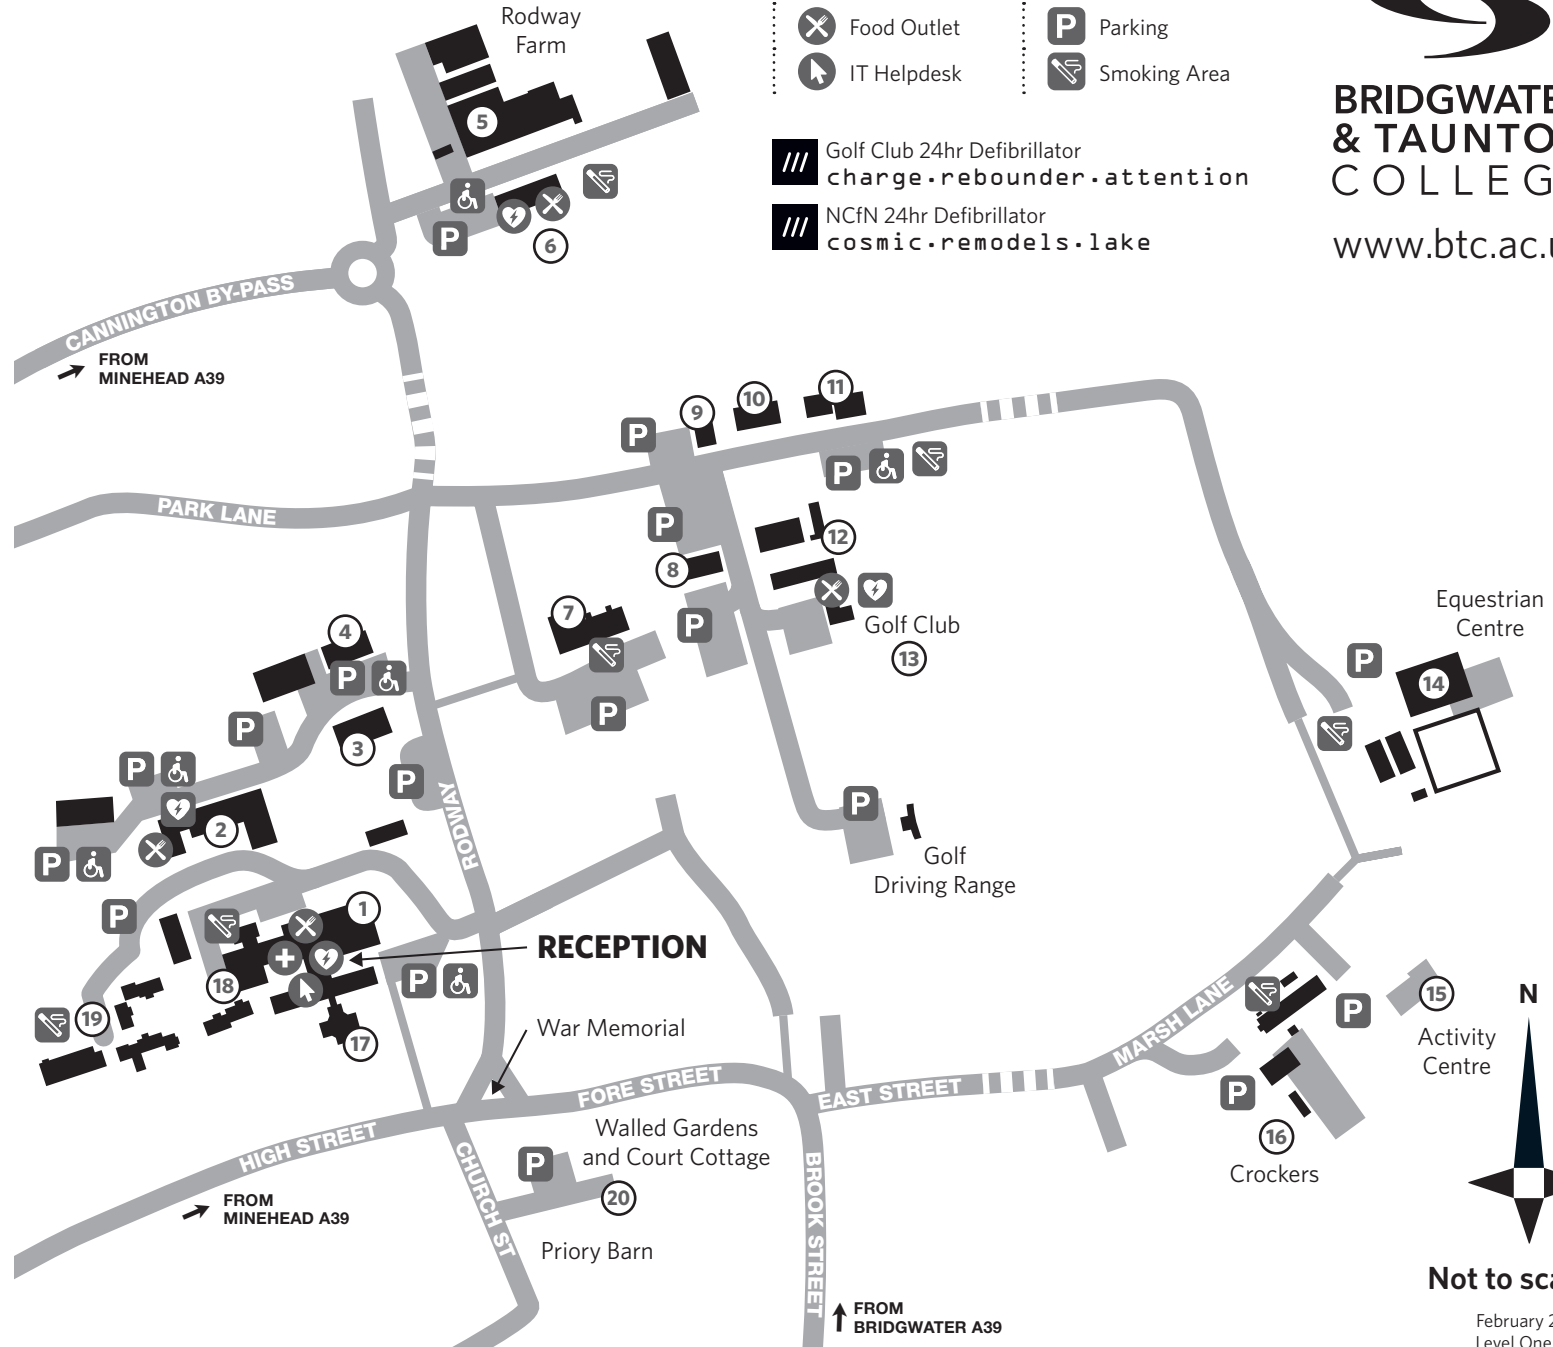 Rodway
Farm
Food Outlet
P Parking
IT Helpdesk
Smoking Area
BRIDGWATE
& TAUNTO
COLLEG
www.btc.ac.u
/// Golf Club 24hr Defibrillator
charge.rebounder.attention
/// NCfN 24hr Defibrillator
cosmic.remodels.lake
5
P
6
CANNINGTON BY-PASS
FROM
MINEHEAD A39
11
10
9
P
P
PARK LANE
P
12
8
7
P
Golf Club
13
4
P
P
3
P
P
P
RODWAY
2
P
P
Equestrian
Centre
P
14
P
Golf
Driving Range
1
RECEPTION
18
P
19
17
War Memorial
MARSH LANE
15
P
Activity
Centre
N
FORE STREET
EAST STREET
P
16
Crockers
HIGH STREET
FROM
MINEHEAD A39
CHURCH ST
Walled Gardens
and Court Cottage
P
20
Priory Barn
BROOK STREET
FROM
BRIDGWATER A39
Not to sca
February 2
Level One